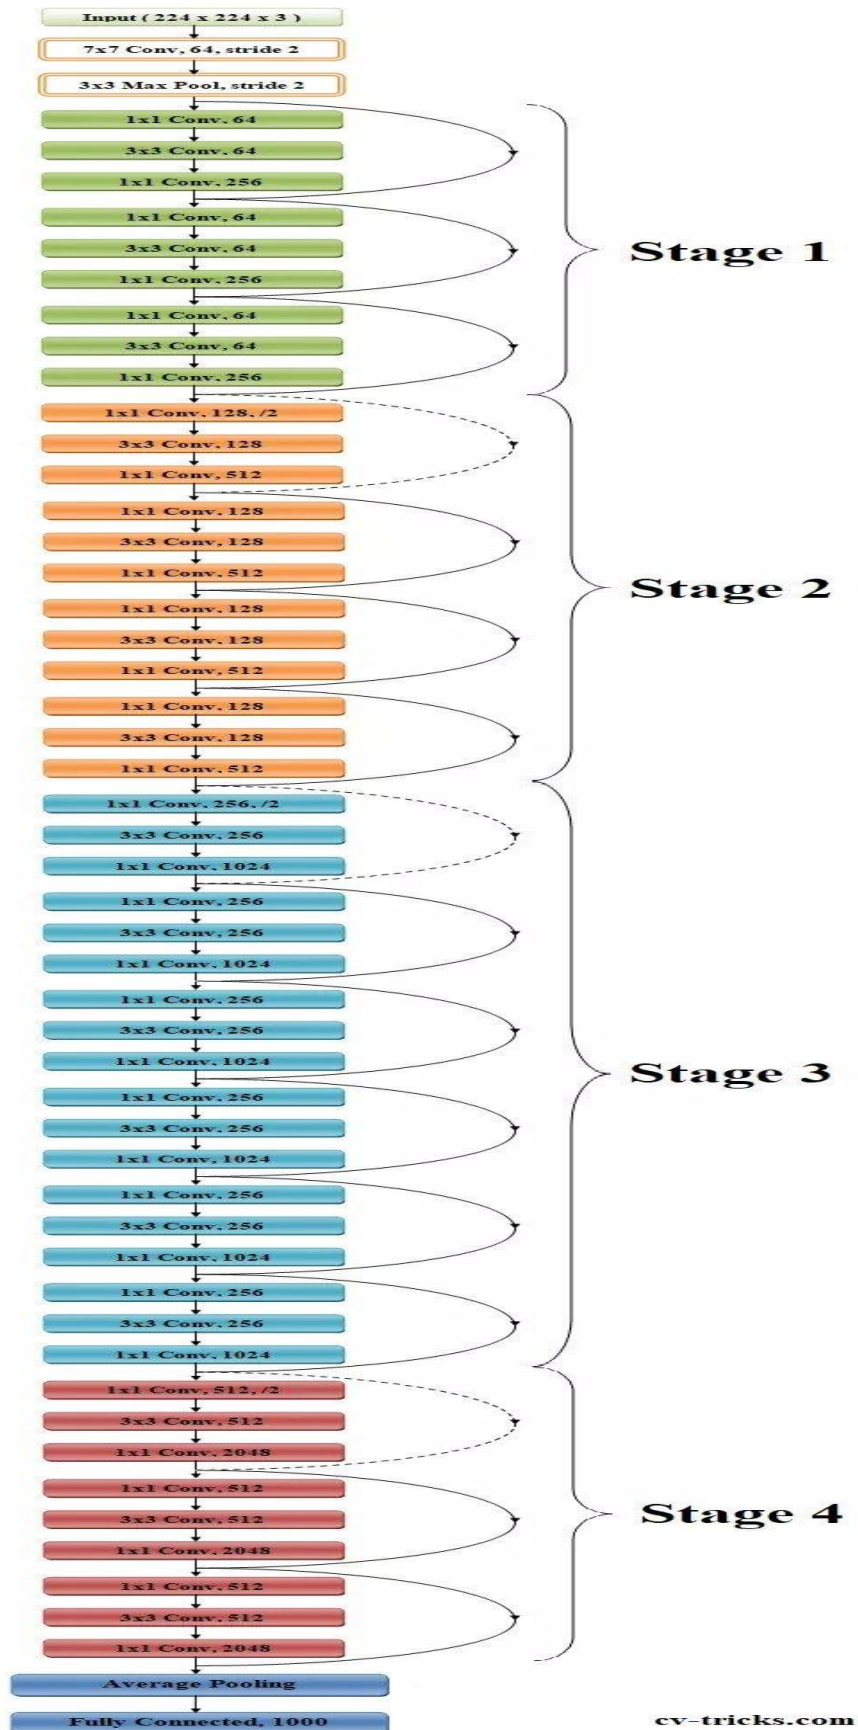 Input ( 224 x 224 x 3 )
7x7 Conv, 64, stride 2
3x3 Max Pool, stride 2
1x1 Conv, 64
3x3 Conv, 64
1x1 Conv, 256
1x1 Conv, 64
3x3 Conv, 64
Stage 1
1x1 Conv, 256
1x1 Conv, 64
3x3 Conv, 64
1x1 Conv, 256
1x1 Conv, 128, /2
3x3 Conv, 128
1x1 Conv, 512
1x1 Conv, 128
3x3 Conv, 128
1x1 Conv, 512
Stage 2
1x1 Conv, 128
3x3 Conv, 128
1x1 Conv, 512
1x1 Conv, 128
3x3 Conv, 128
1x1 Conv, 512
1x1 Conv, 256, /2
3x3 Conv, 256
1x1 Conv, 1024
1x1 Conv, 256
3x3 Conv, 256
1x1 Conv, 1024
1x1 Conv, 256
3x3 Conv, 256
1x1 Conv, 1024
Stage 3
1x1 Conv, 256
3x3 Conv, 256
1x1 Conv, 1024
1x1 Conv, 256
3x3 Conv, 256
1x1 Conv, 1024
1x1 Conv, 256
3x3 Conv, 256
1x1 Conv, 1024
1x1 Conv, 512, /2
3x3 Conv, 512
1x1 Conv, 2048
1x1 Conv, 512
3x3 Conv, 512
Stage 4
1x1 Conv, 2048
1x1 Conv, 512
3x3 Conv, 512
1x1 Conv, 2048
Average Pooling
Fully Connected, 1000
cv-tricks.com